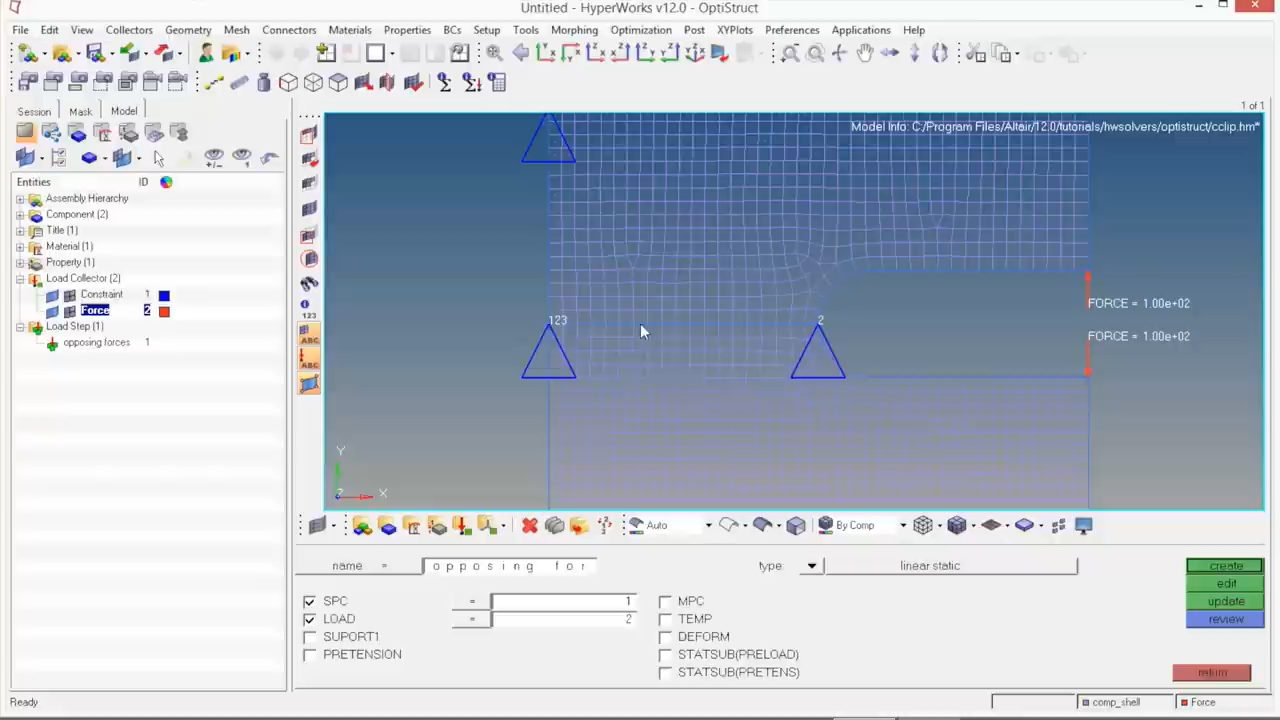 Untitled - HyperWorks v12.0 - OptiStruct
File Edit View Collectors Geometry Mesh Connectors Materials Properties BCs Setup Tools Morphing Optimization Post XYPlots Preferences Applications Help
1 of 1
Session Mask Model
Model Info: C:/Program Files/Altair/12.0/tutorials/hwsolvers/optistruct/cclip.hm*
Entities ID
Assembly Hierarchy
Component (2)
Title (1)
Material (1)
Property (1)
Load Collector (2)
Constraint 1
Force 2
Load Step (1)
opposing forces 1
123
ABC
ABC
FORCE = 1.00e+02
123 2
FORCE = 1.00e+02
Y
Z X
Auto By Comp
name = opposing for type: linear static create
edit
SPC = 1 MPC update
LOAD = 2 TEMP review
SUPORT1 DEFORM
PRETENSION STATSUB(PRELOAD)
STATSUB(PRETENS) return
Ready comp_shell Force